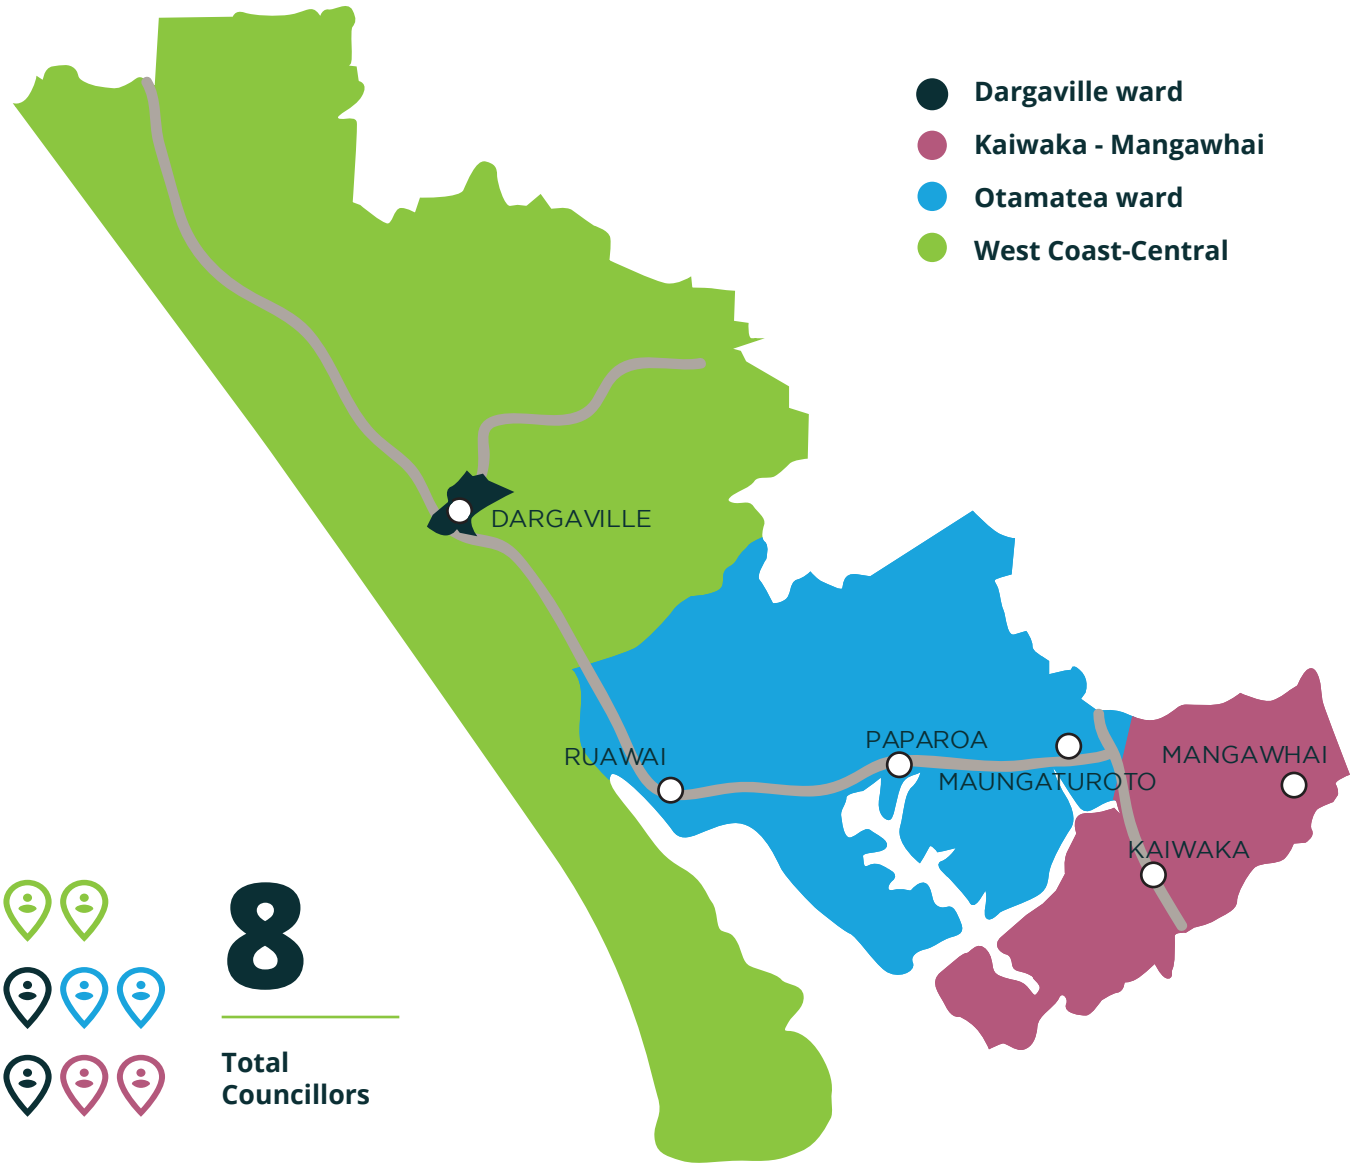 Dargaville ward
Kaiwaka - Mangawhai
Otamatea ward
West Coast-Central
DARGAVILLE
RUAWAI
PAPAROA
MAUNGATUROTO
MANGAWHAI
KAIWAKA
8
Total
Councillors